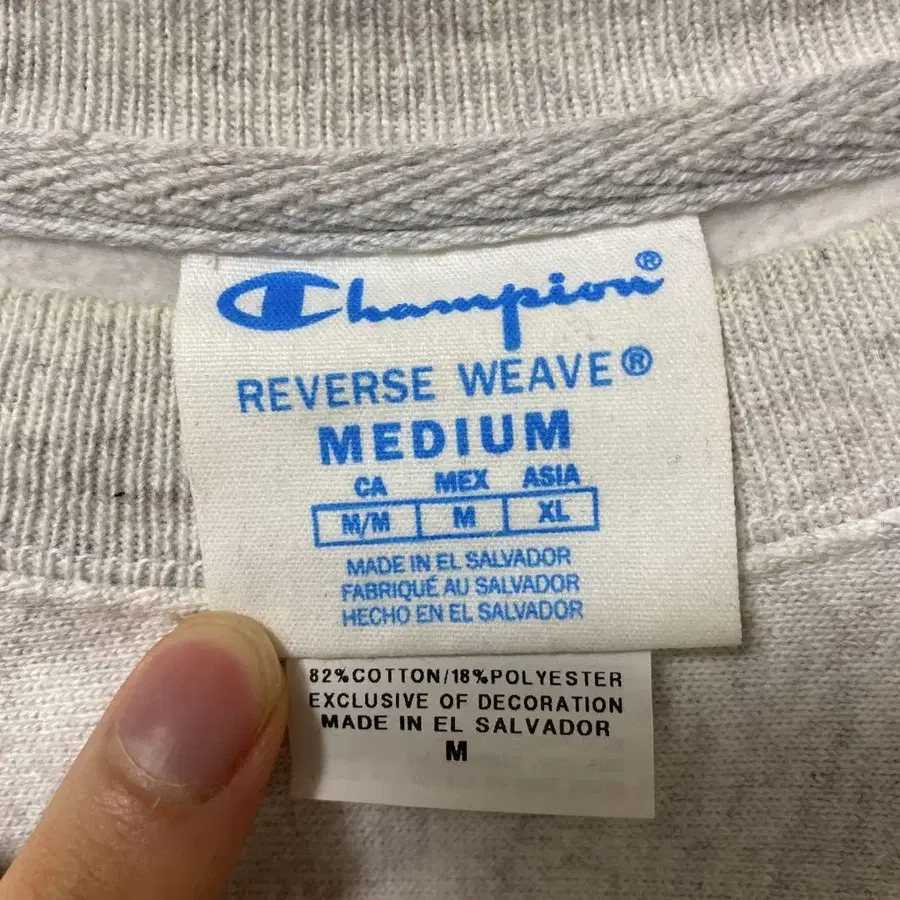 Champion®
REVERSE WEAVE®
MEDIUM
CA MEX ASIA
M/M M XL
MADE IN EL SALVADOR
FABRIQUÉ AU SALVADOR
HECHO EN EL SALVADOR
82%COTTON/18%POLYESTER
EXCLUSIVE OF DECORATION
MADE IN EL SALVADOR
M